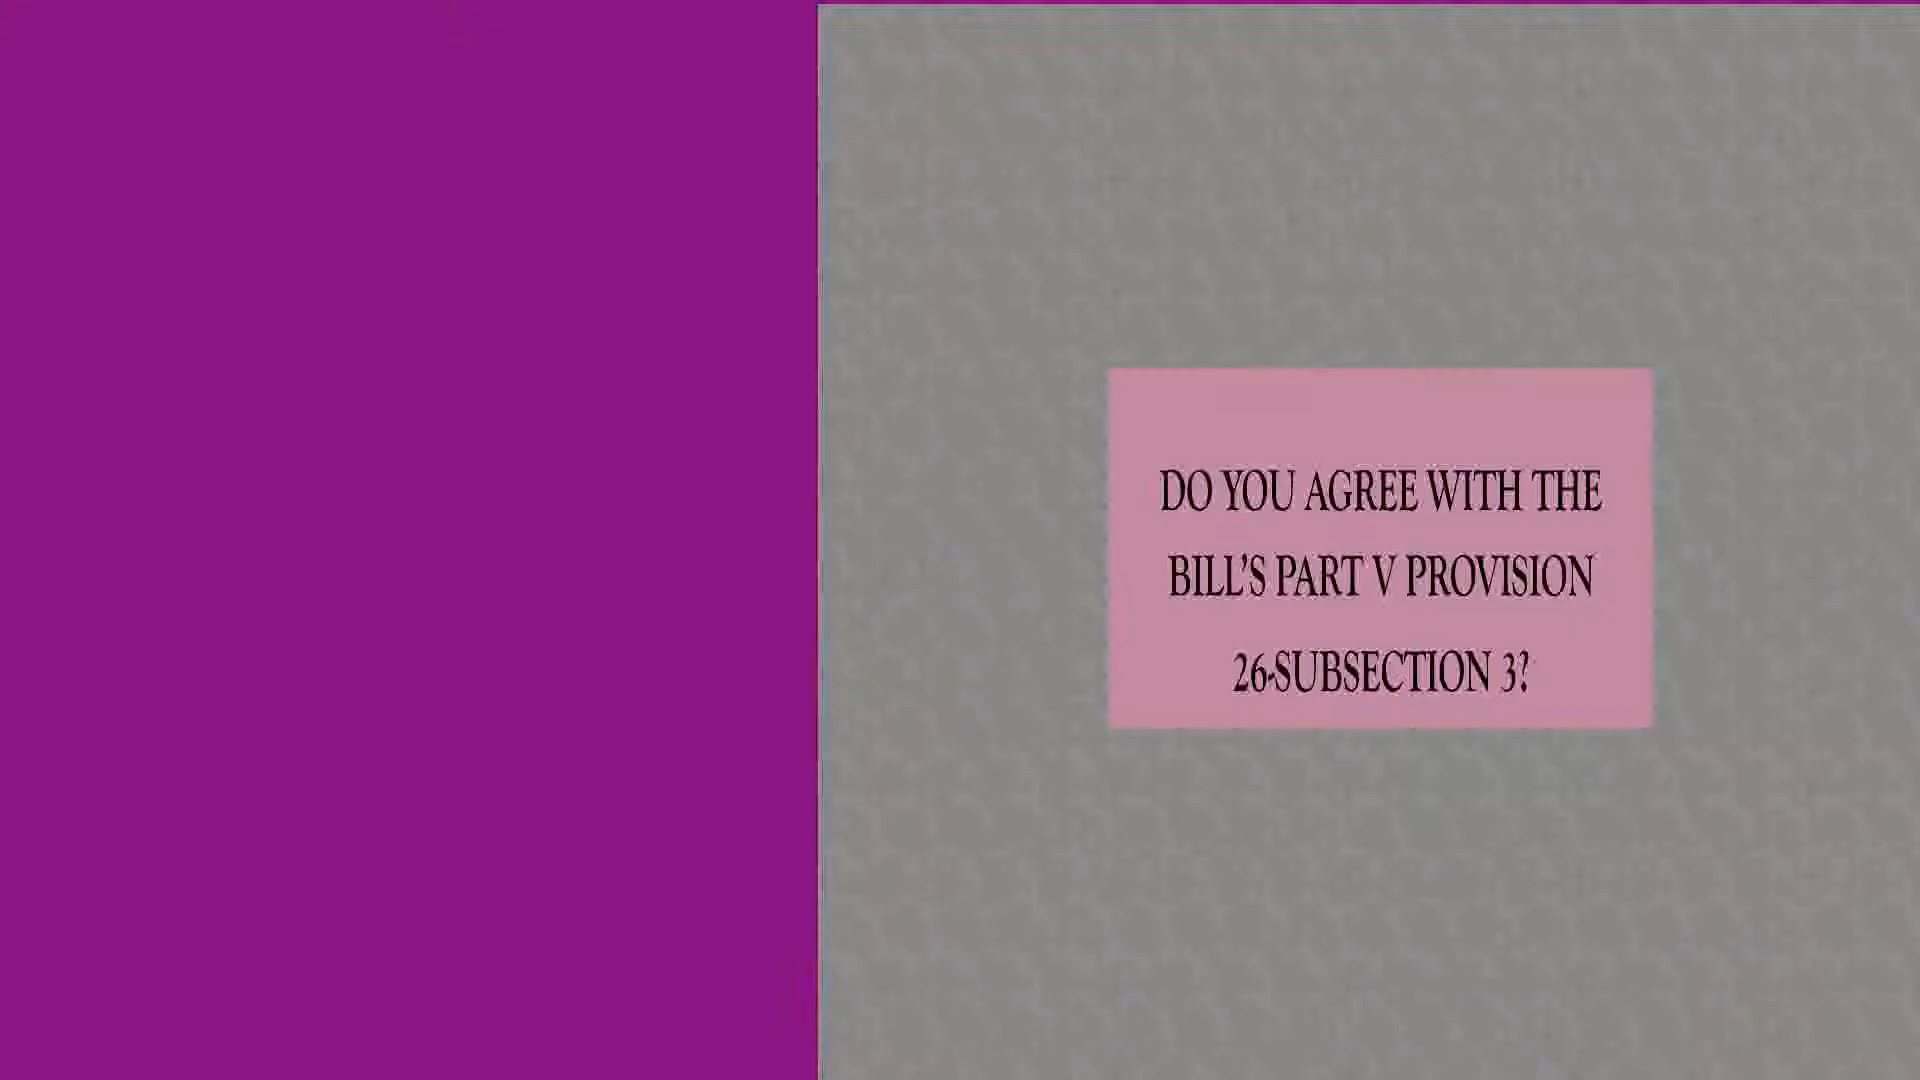 DO YOU AGREE WITH THE
BILL'S PART V PROVISION
26-SUBSECTION 3?